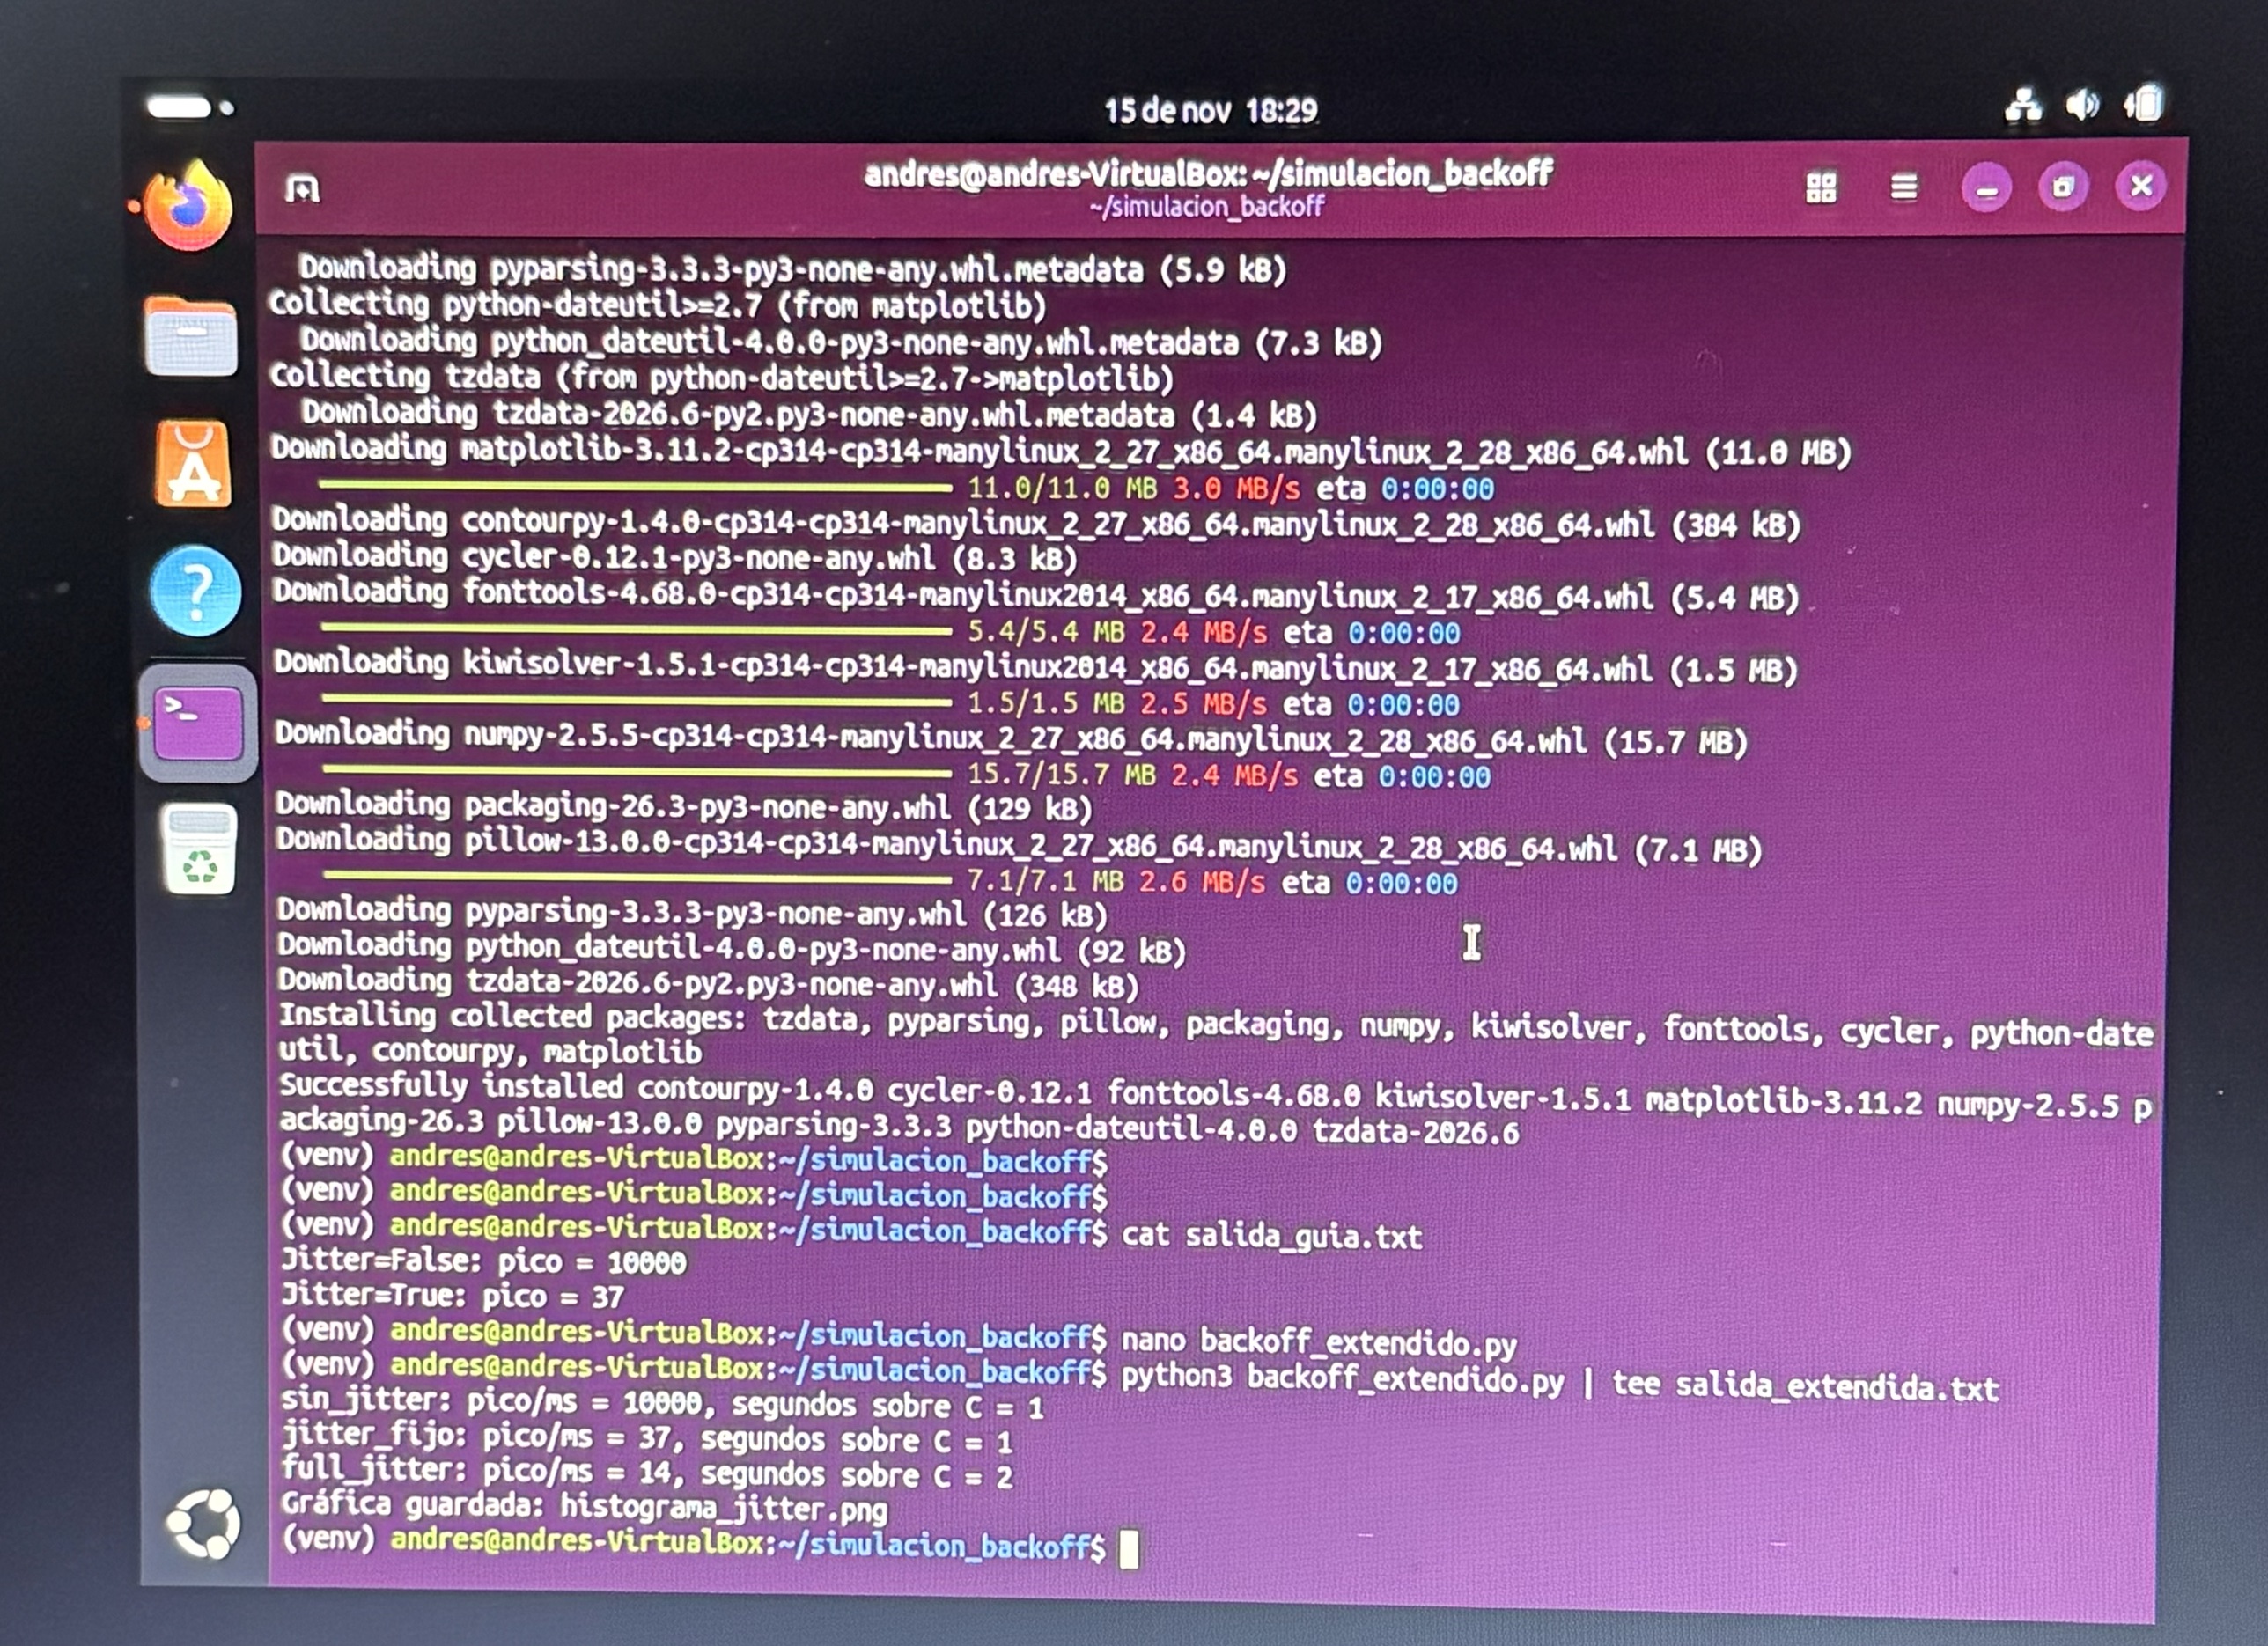 15 de nov 18:29
andres@andres-VirtualBox: ~/simulacion_backoff
~/simulacion_backoff
Downloading pyparsing-3.3.3-py3-none-any.whl.metadata (5.9 kB)
Collecting python-dateutil>=2.7 (from matplotlib)
Downloading python_dateutil-4.0.0-py3-none-any.whl.metadata (7.3 kB)
Collecting tzdata (from python-dateutil>=2.7->matplotlib)
Downloading tzdata-2026.6-py2.py3-none-any.whl.metadata (1.4 kB)
Downloading matplotlib-3.11.2-cp314-cp314-manylinux_2_27_x86_64.manylinux_2_28_x86_64.whl (11.0 MB)
11.0/11.0 MB 3.0 MB/s eta 0:00:00
Downloading contourpy-1.4.0-cp314-cp314-manylinux_2_27_x86_64.manylinux_2_28_x86_64.whl (384 kB)
Downloading cycler-0.12.1-py3-none-any.whl (8.3 kB)
Downloading fonttools-4.68.0-cp314-cp314-manylinux2014_x86_64.manylinux_2_17_x86_64.whl (5.4 MB)
5.4/5.4 MB 2.4 MB/s eta 0:00:00
Downloading kiwisolver-1.5.1-cp314-cp314-manylinux2014_x86_64.manylinux_2_17_x86_64.whl (1.5 MB)
1.5/1.5 MB 2.5 MB/s eta 0:00:00
Downloading numpy-2.5.5-cp314-cp314-manylinux_2_27_x86_64.manylinux_2_28_x86_64.whl (15.7 MB)
15.7/15.7 MB 2.4 MB/s eta 0:00:00
Downloading packaging-26.3-py3-none-any.whl (129 kB)
Downloading pillow-13.0.0-cp314-cp314-manylinux_2_27_x86_64.manylinux_2_28_x86_64.whl (7.1 MB)
7.1/7.1 MB 2.6 MB/s eta 0:00:00
Downloading pyparsing-3.3.3-py3-none-any.whl (126 kB)
Downloading python_dateutil-4.0.0-py3-none-any.whl (92 kB)
Downloading tzdata-2026.6-py2.py3-none-any.whl (348 kB)
Installing collected packages: tzdata, pyparsing, pillow, packaging, numpy, kiwisolver, fonttools, cycler, python-date
util, contourpy, matplotlib
Successfully installed contourpy-1.4.0 cycler-0.12.1 fonttools-4.68.0 kiwisolver-1.5.1 matplotlib-3.11.2 numpy-2.5.5 p
ackaging-26.3 pillow-13.0.0 pyparsing-3.3.3 python-dateutil-4.0.0 tzdata-2026.6
(venv) andres@andres-VirtualBox:~/simulacion_backoff$
(venv) andres@andres-VirtualBox:~/simulacion_backoff$
(venv) andres@andres-VirtualBox:~/simulacion_backoff$ cat salida_guia.txt
Jitter=False: pico = 10000
Jitter=True: pico = 37
(venv) andres@andres-VirtualBox:~/simulacion_backoff$ nano backoff_extendido.py
(venv) andres@andres-VirtualBox:~/simulacion_backoff$ python3 backoff_extendido.py | tee salida_extendida.txt
sin_jitter: pico/ms = 10000, segundos sobre C = 1
jitter_fijo: pico/ms = 37, segundos sobre C = 1
full_jitter: pico/ms = 14, segundos sobre C = 2
Gráfica guardada: histograma_jitter.png
(venv) andres@andres-VirtualBox:~/simulacion_backoff$